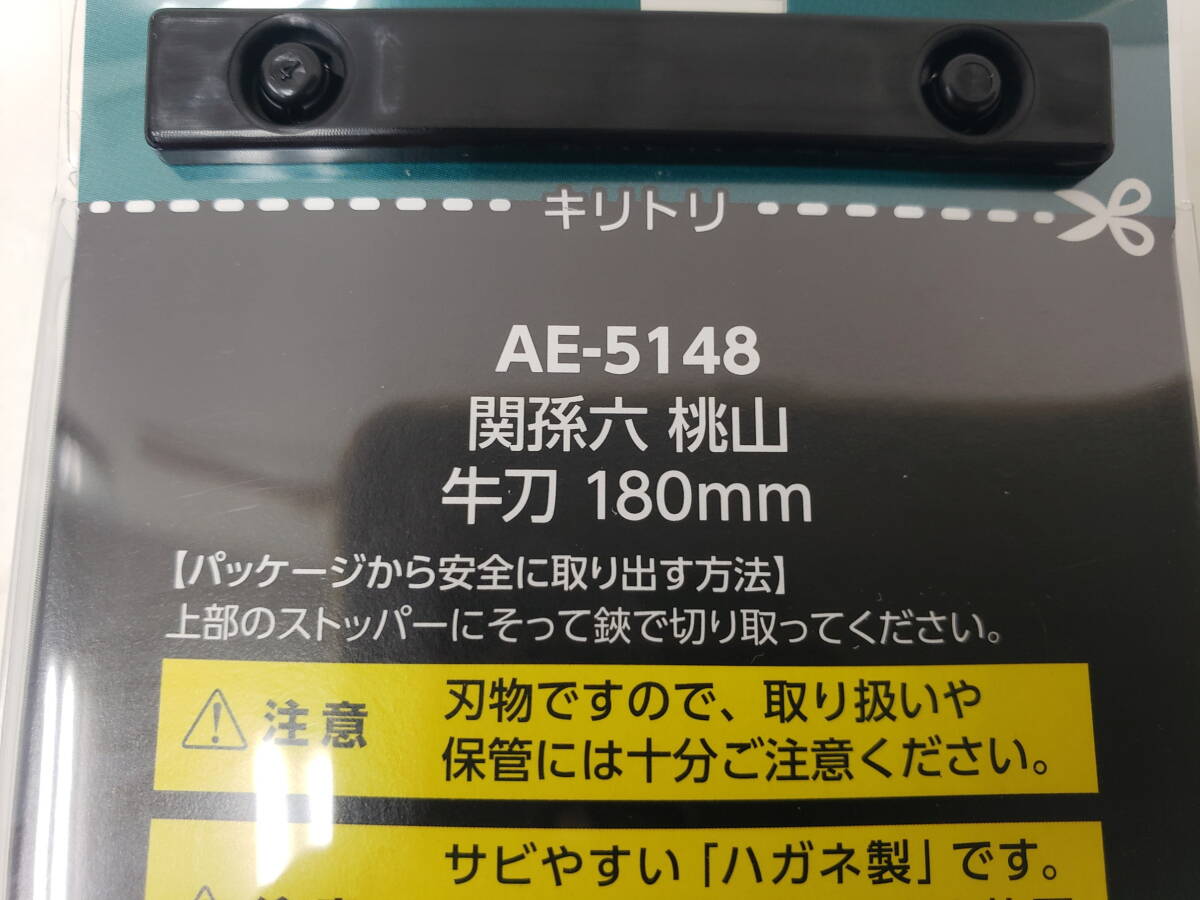 4
キリトリ
AE-5148
関孫六 桃山
牛刀 180mm
【パッケージから安全に取り出す方法】
上部のストッパーにそって鋏で切り取ってください。
注意
刃物ですので、取り扱いや
保管には十分ご注意ください。
サビやすい「ハガネ製」です。